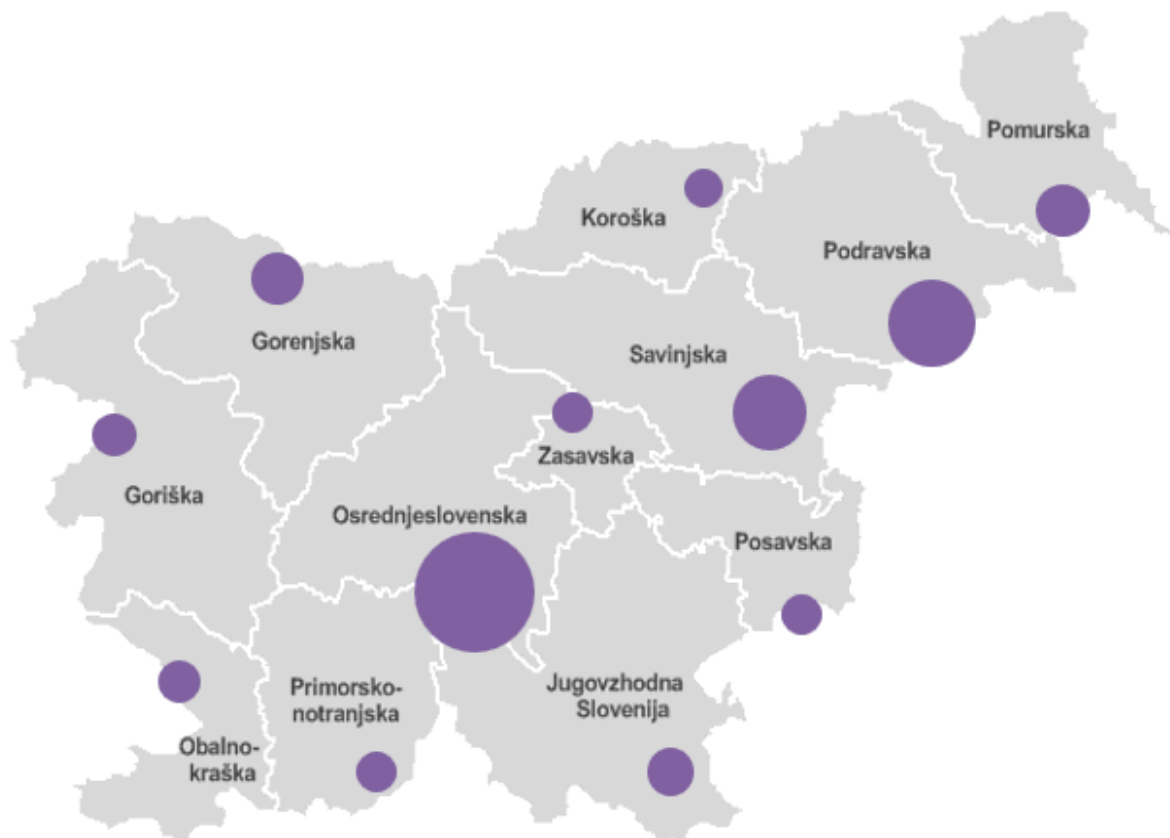 Pomurska
Koroška
Podravska
Gorenjska
Savinjska
Zasavska
Goriška
Osrednjeslovenska
Posavska
Primorsko-
notranjska
Jugovzhodna
Slovenija
Obalno-
kraška